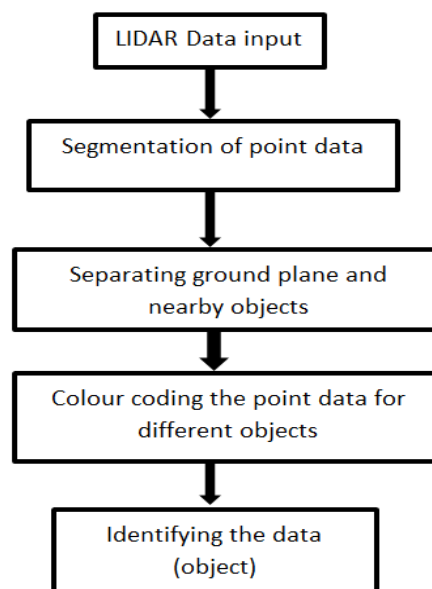 LIDAR Data input
Segmentation of point data
Separating ground plane and
nearby objects
Colour coding the point data for
different objects
Identifying the data
(object)